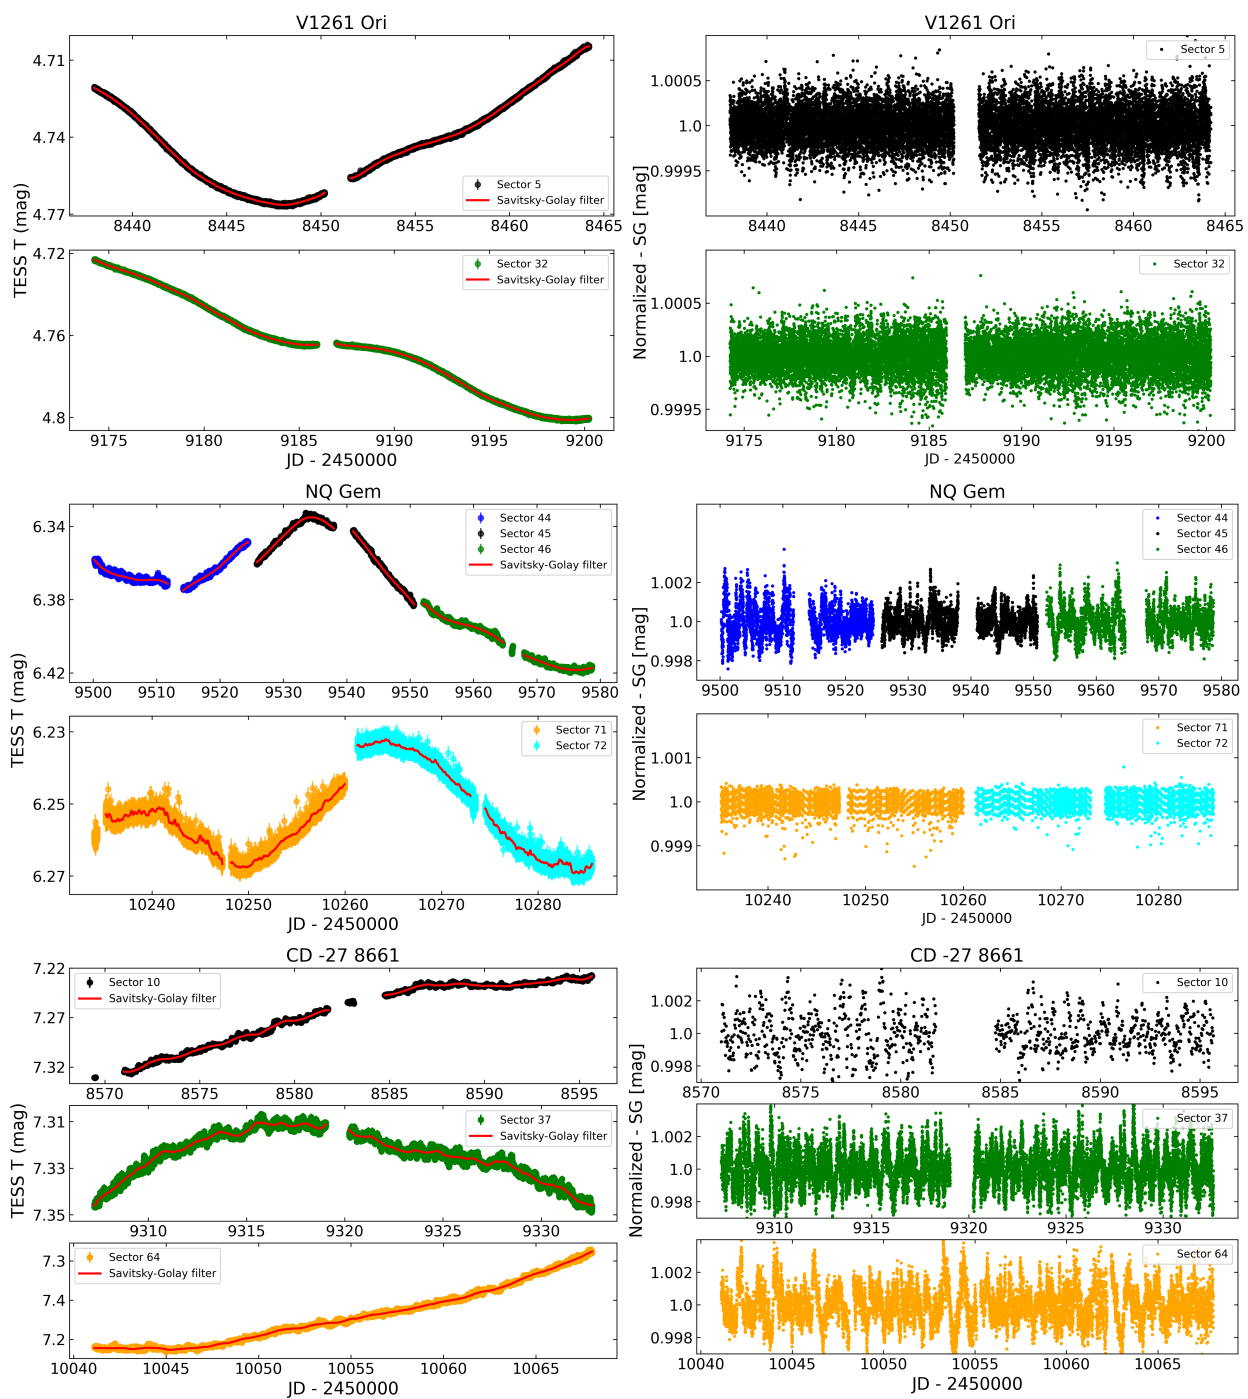 V1261 Ori
4.71
4.74
4.77
Sector 5
Savitsky-Golay filter
8440 8445 8450 8455 8460 8465
TESS T (mag)
4.72
4.76
4.8
Sector 32
Savitsky-Golay filter
9175 9180 9185 9190 9195 9200
JD - 2450000
V1261 Ori
1.0005
1.0
0.9995
Sector 5
8440 8445 8450 8455 8460 8465
Normalized - SG [mag]
1.0005
1.0
0.9995
Sector 32
9175 9180 9185 9190 9195 9200
JD - 2450000
NQ Gem
6.34
6.38
6.42
Sector 44
Sector 45
Sector 46
Savitsky-Golay filter
9500 9510 9520 9530 9540 9550 9560 9570 9580
TESS T (mag)
6.23
6.25
6.27
Sector 71
Sector 72
10240 10250 10260 10270 10280
JD - 2450000
NQ Gem
1.002
1.0
0.998
Sector 44
Sector 45
Sector 46
9500 9510 9520 9530 9540 9550 9560 9570 9580
Normalized - SG [mag]
1.001
1.0
0.999
Sector 71
Sector 72
10240 10250 10260 10270 10280
JD - 2450000
CD -27 8661
7.22
7.27
7.32
Sector 10
Savitsky-Golay filter
8570 8575 8580 8585 8590 8595
TESS T (mag)
7.31
7.33
7.35
Sector 37
Savitsky-Golay filter
9310 9315 9320 9325 9330
7.3
7.4
7.2
Sector 64
Savitsky-Golay filter
10040 10045 10050 10055 10060 10065
JD - 2450000
CD -27 8661
1.002
1.0
0.998
Sector 10
8570 8575 8580 8585 8590 8595
Normalized - SG [mag]
1.002
1.0
0.998
Sector 37
9310 9315 9320 9325 9330
1.002
1.0
0.998
Sector 64
10040 10045 10050 10055 10060 10065
JD - 2450000